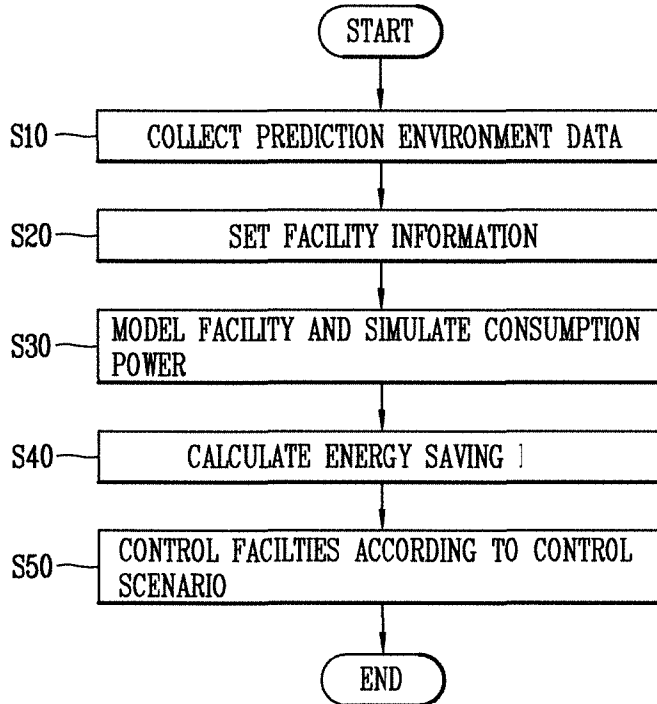 START
S10
COLLECT PREDICTION ENVIRONMENT DATA
S20
SET FACILITY INFORMATION
S30
MODEL FACILITY AND SIMULATE CONSUMPTION
POWER
S40
CALCULATE ENERGY SAVING
S50
CONTROL FACILTIES ACCORDING TO CONTROL
SCENARIO
END